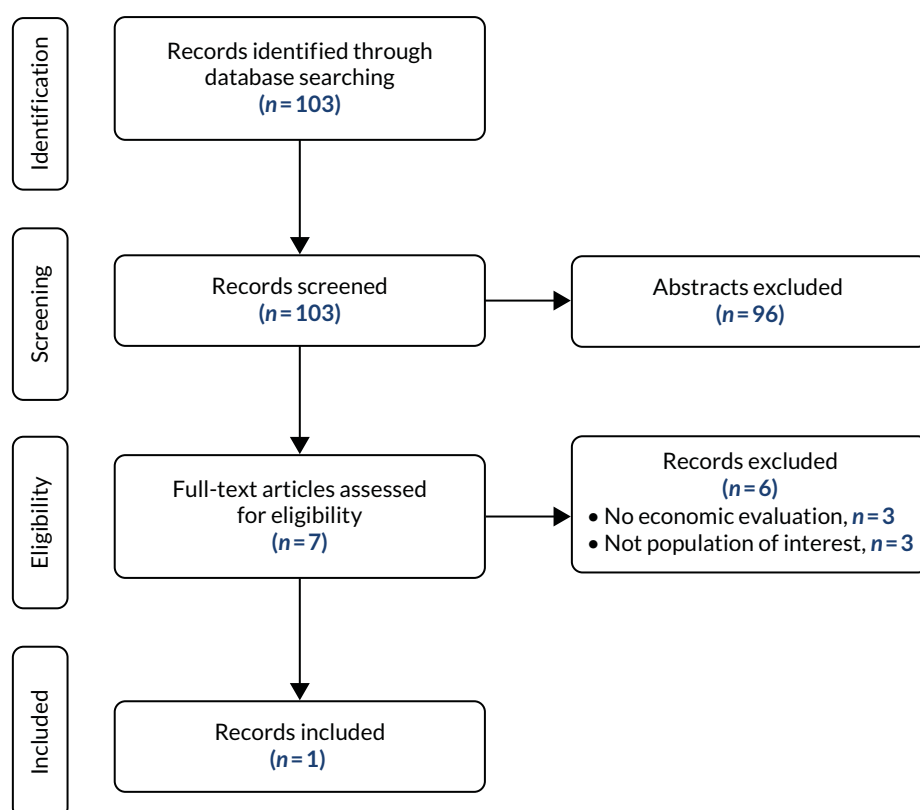 Identification
Records identified through
database searching
(n=103)
Screening
Records screened
(n=103)
Abstracts excluded
(n=96)
Eligibility
Full-text articles assessed
for eligibility
(n=7)
Records excluded
(n=6)
• No economic evaluation, n=3
• Not population of interest, n=3
Included
Records included
(n=1)